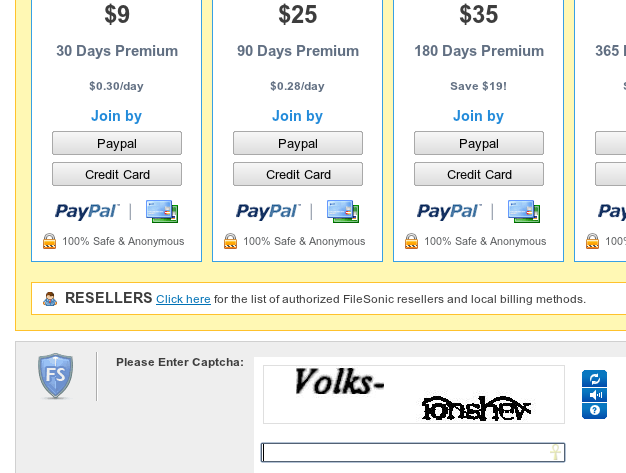 $9
30 Days Premium
$0.30/day
Join by
Paypal
Credit Card
PayPal
100% Safe & Anonymous
$25
90 Days Premium
$0.28/day
Join by
Paypal
Credit Card
PayPal
100% Safe & Anonymous
$35
180 Days Premium
Save $19!
Join by
Paypal
Credit Card
PayPal
100% Safe & Anonymous
365
Pay
100
RESELLERS Click here for the list of authorized FileSonic resellers and local billing methods.
FS
Please Enter Captcha:
Volks-